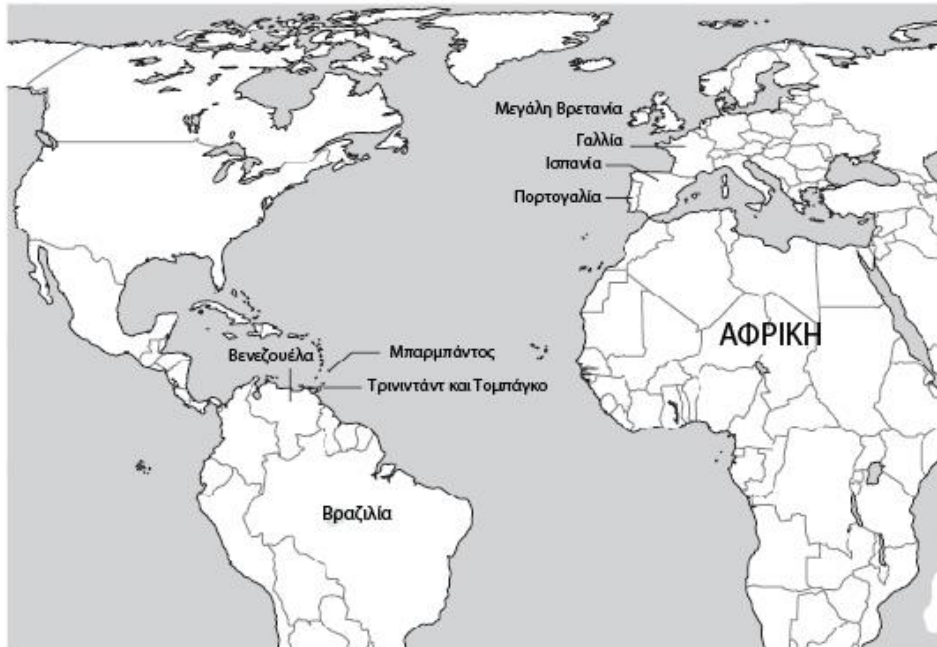 Μεγάλη Βρετανία
Γαλλία
Ισπανία
Πορτογαλία
ΑΦΡΙΚΗ
Βενεζουέλα
Μπαρμπάντος
Τρινιντάντ και Τομπάγκο
Βραζιλία